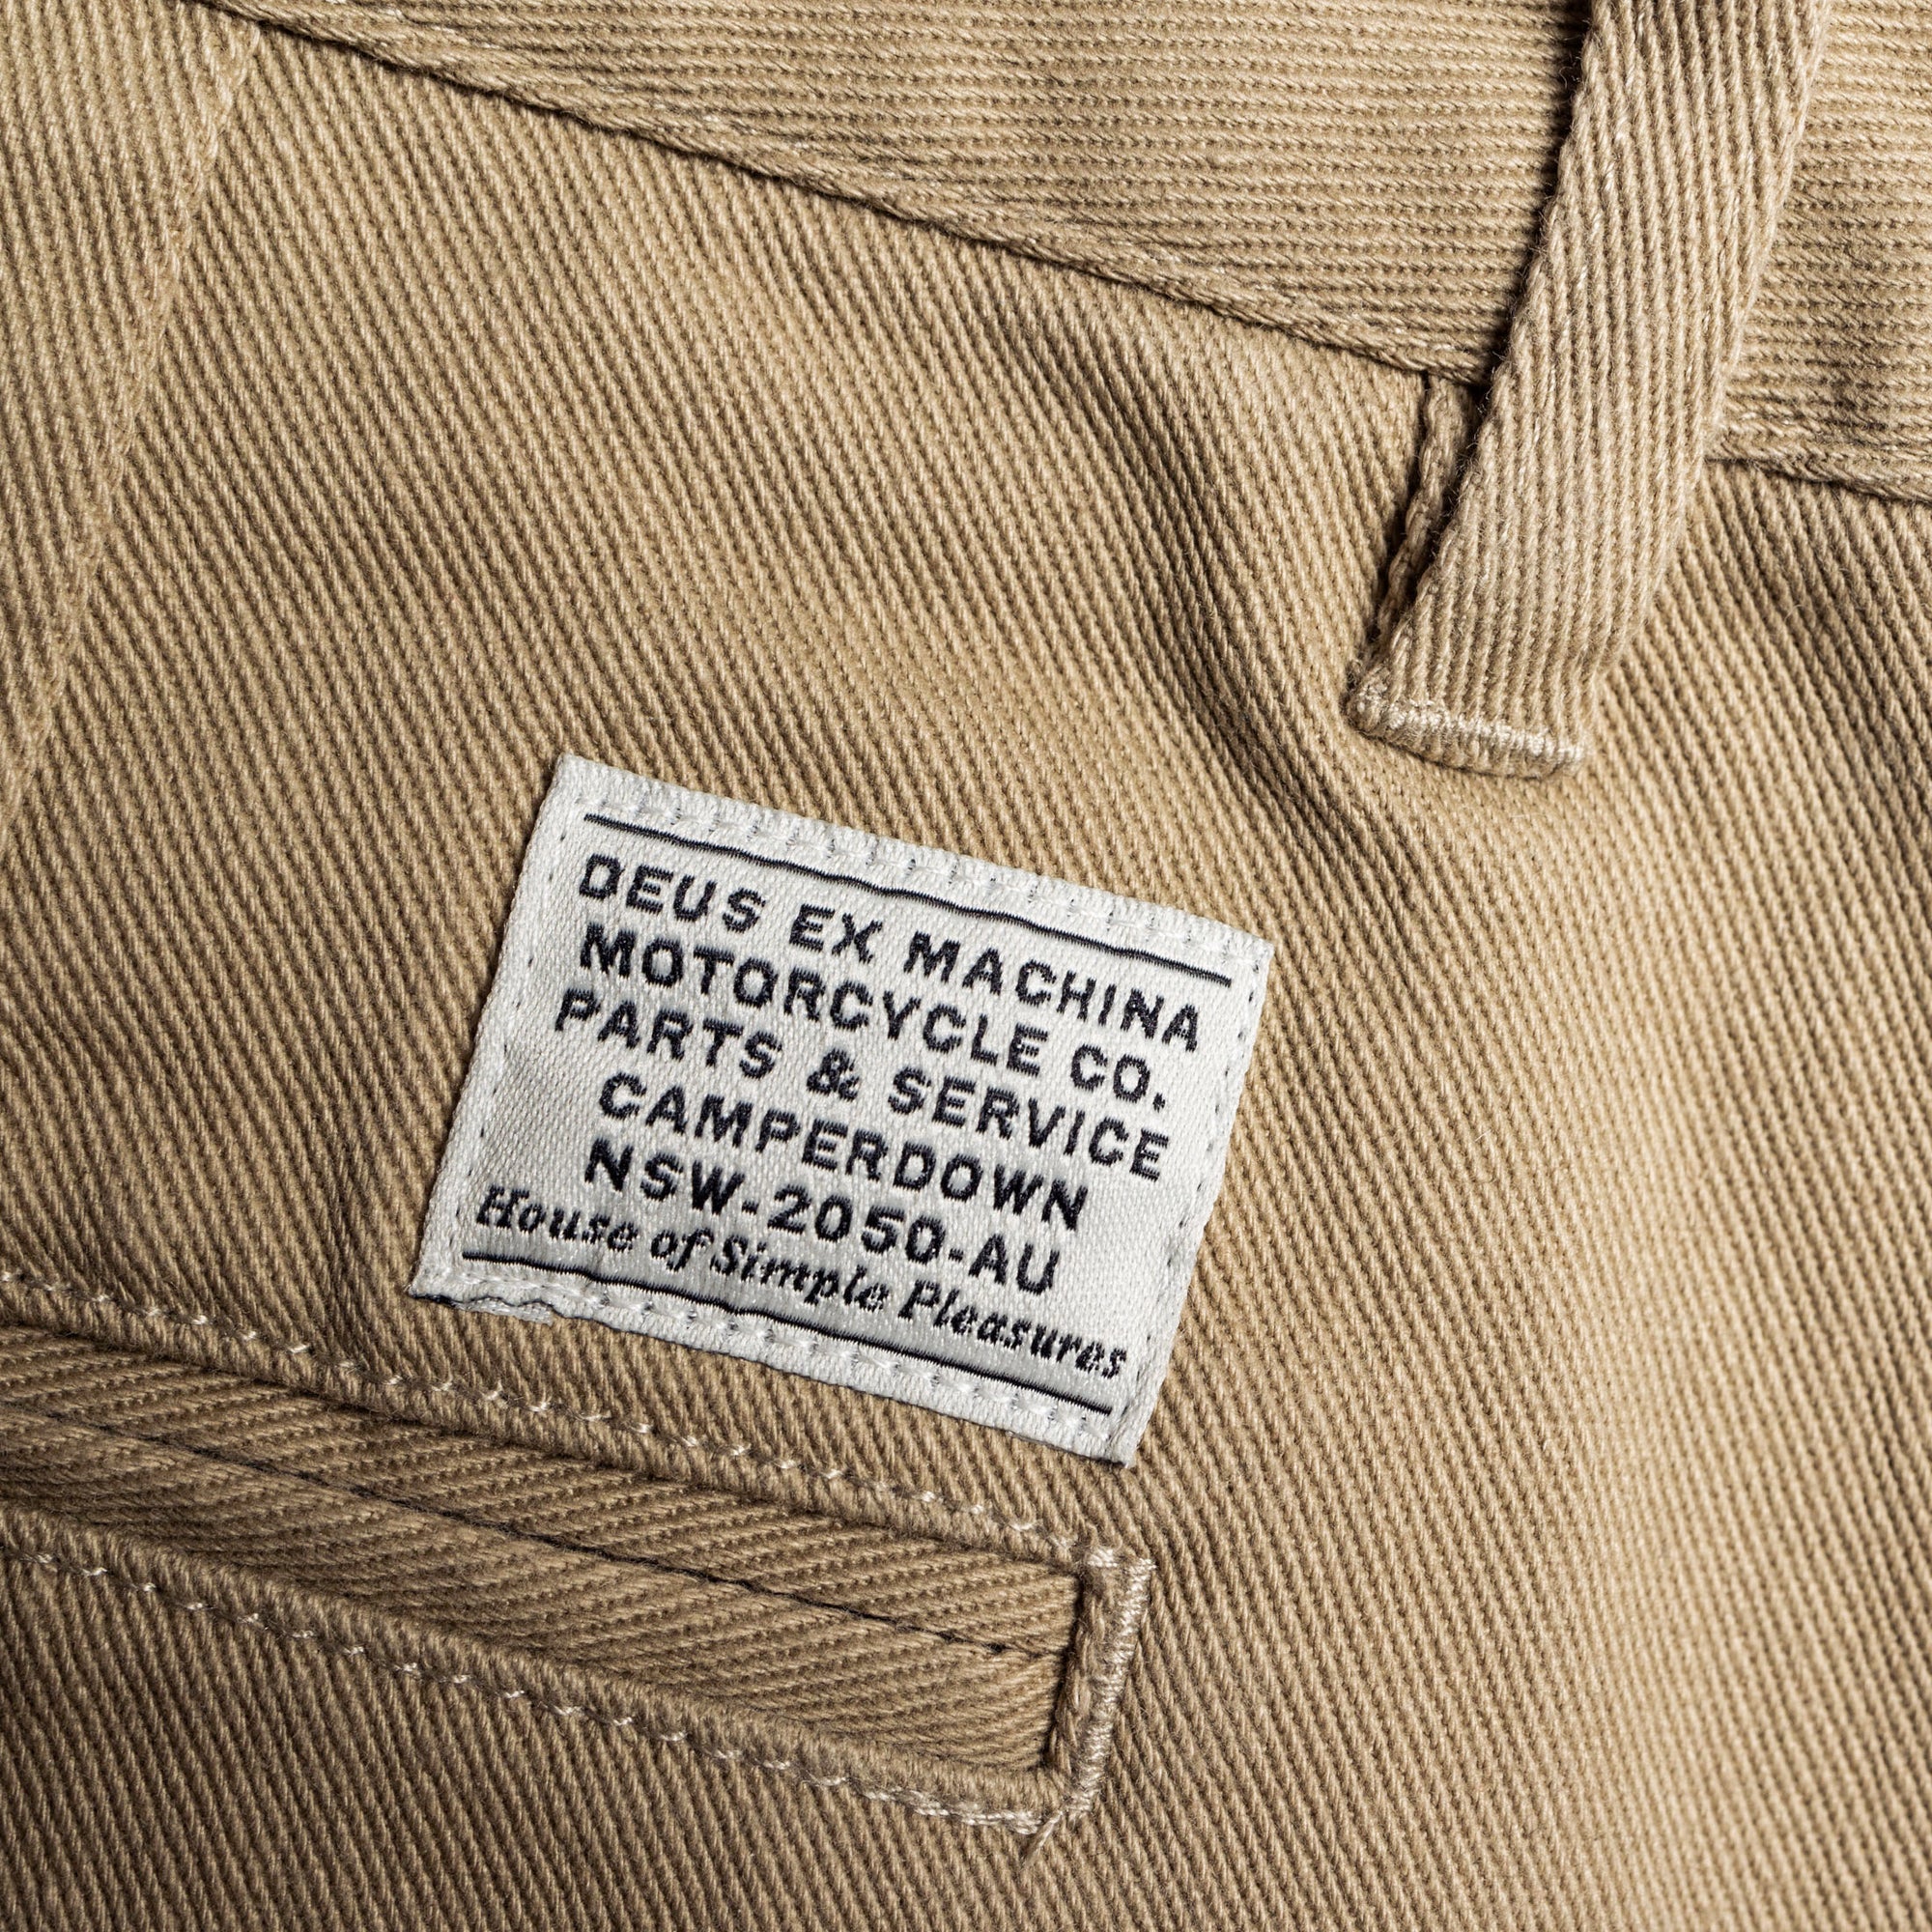 DEUS EX MACHINA
MOTORCYCLE CO.
PARTS & SERVICE
CAMPERDOWN
NSW-2050-AU
House of Simple Pleasures